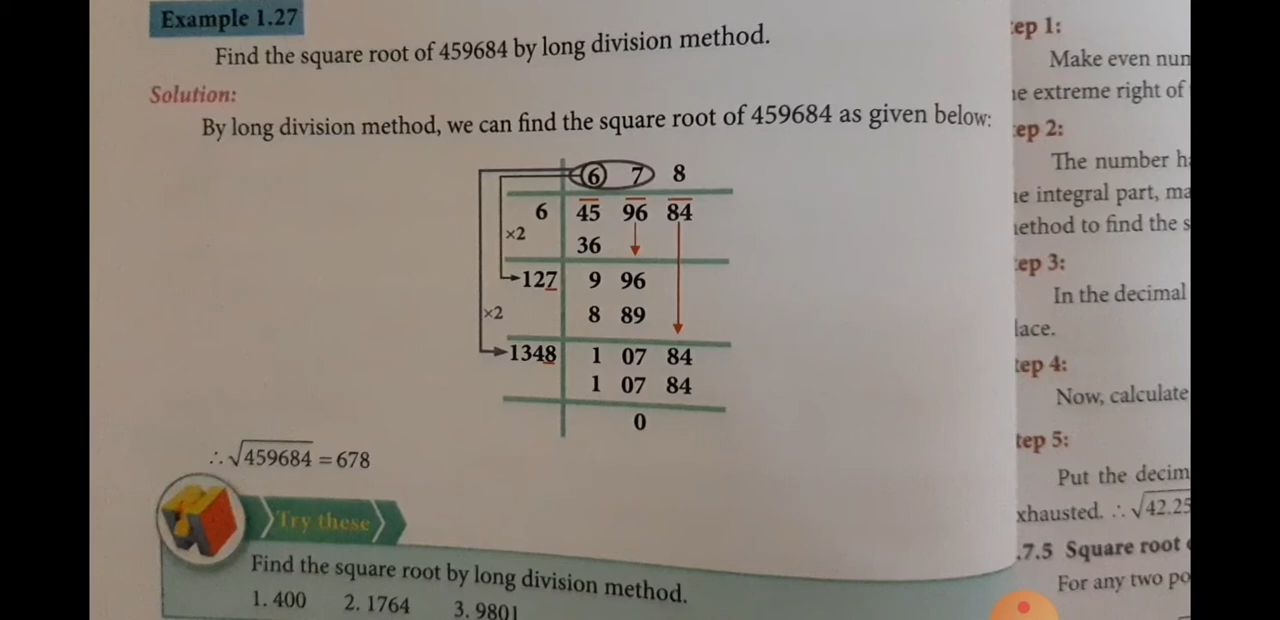 Example 1.27
Find the square root of 459684 by long division method.
Solution:
By long division method, we can find the square root of 459684 as given below:
6 7 8
6 45 96 84
×2 36
127 9 96
×2 8 89
1348 1 07 84
1 07 84
0
∴ √459684 = 678
Try these
Find the square root by long division method.
1. 400 2. 1764 3. 9801
ep 1:
Make even num
e extreme right of
ep 2:
The number h
e integral part, ma
ethod to find the s
ep 3:
In the decimal
lace.
tep 4:
Now, calculate
tep 5:
Put the decim
xhausted. ∴ √42.25
.7.5 Square root
For any two po